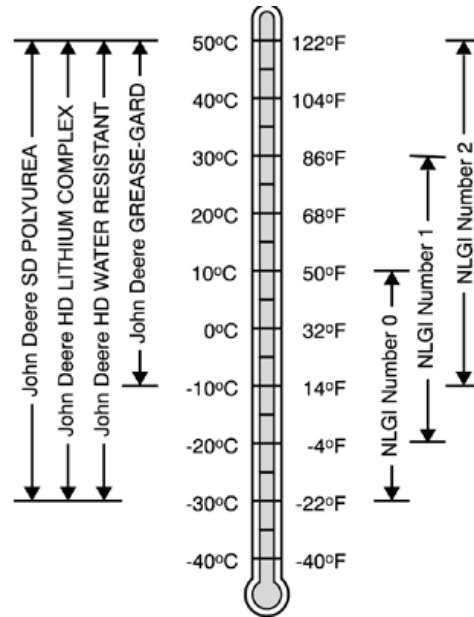 John Deere SD POLYUREA
John Deere HD LITHIUM COMPLEX
John Deere HD WATER RESISTANT
John Deere GREASE-GARD
50ºC 122ºF
40ºC 104ºF
30ºC 86ºF
20ºC 68ºF
10ºC 50ºF
0ºC 32ºF
-10ºC 14ºF
-20ºC -4ºF
-30ºC -22ºF
-40ºC -40ºF
NLGI Number 0
NLGI Number 1
NLGI Number 2